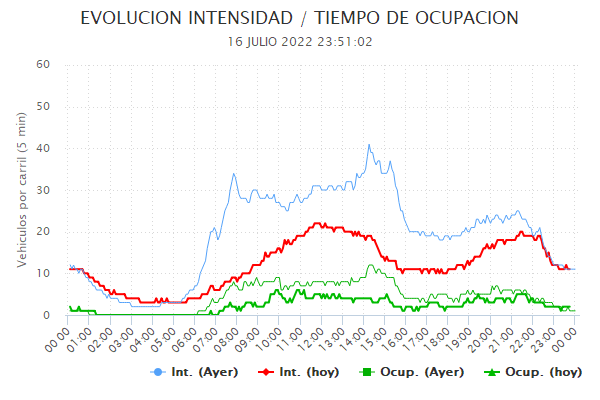 EVOLUCION INTENSIDAD / TIEMPO DE OCUPACION
16 JULIO 2022 23:51:02
Vehiculos por carril (5 min)
60
50
40
30
20
10
0
00:00 01:00 02:00 03:00 04:00 05:00 06:00 07:00 08:00 09:00 10:00 11:00 12:00 13:00 14:00 15:00 16:00 17:00 18:00 19:00 20:00 21:00 22:00 23:00 00:00
Int. (Ayer) Int. (hoy) Ocup. (Ayer) Ocup. (hoy)